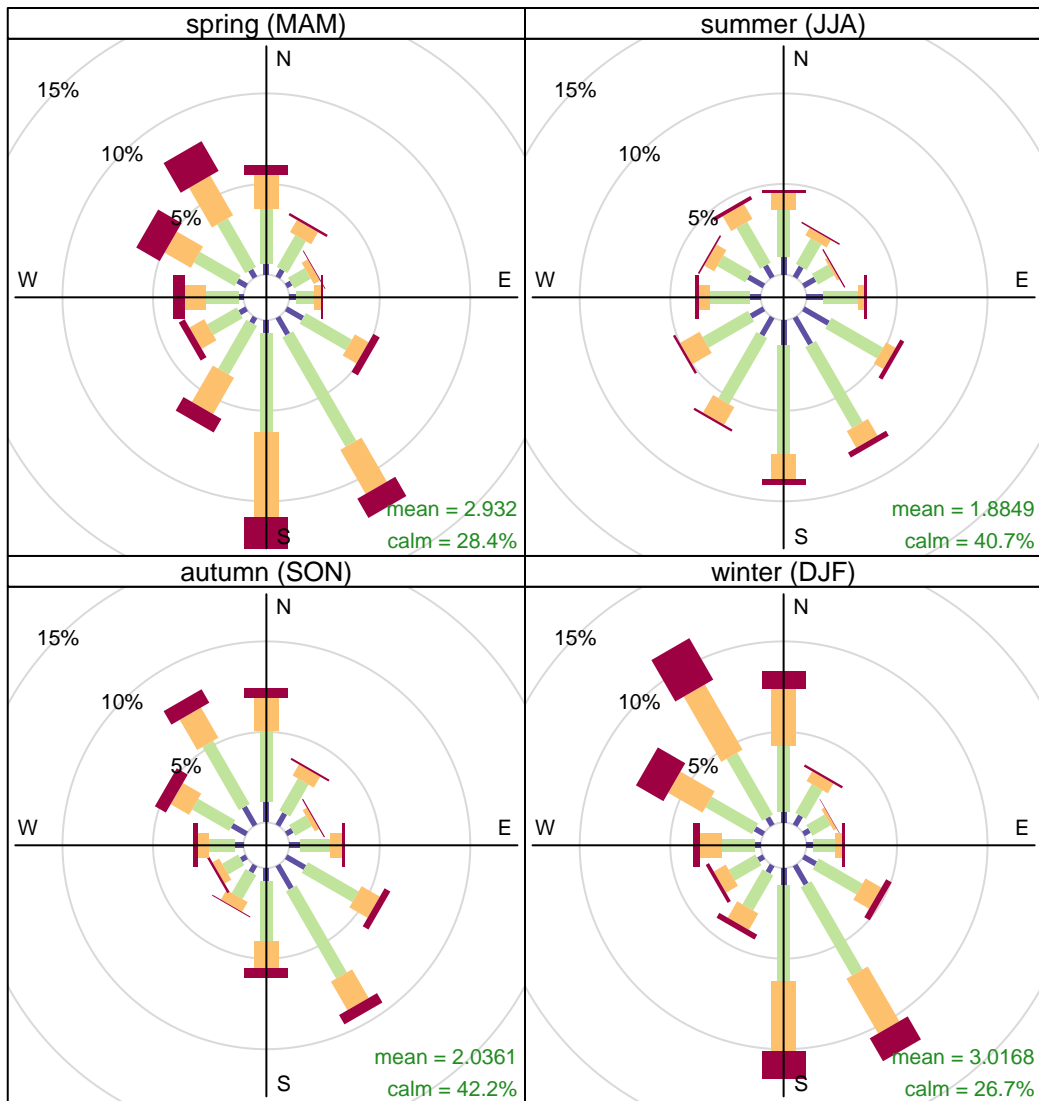 spring (MAM)
N
15%
10%
5%
W
E
mean = 2.932
S
calm = 28.4%
summer (JJA)
N
15%
10%
5%
W
E
mean = 1.8849
S
calm = 40.7%
autumn (SON)
N
15%
10%
5%
W
E
mean = 2.0361
S
calm = 42.2%
winter (DJF)
N
15%
10%
5%
W
E
mean = 3.0168
S
calm = 26.7%